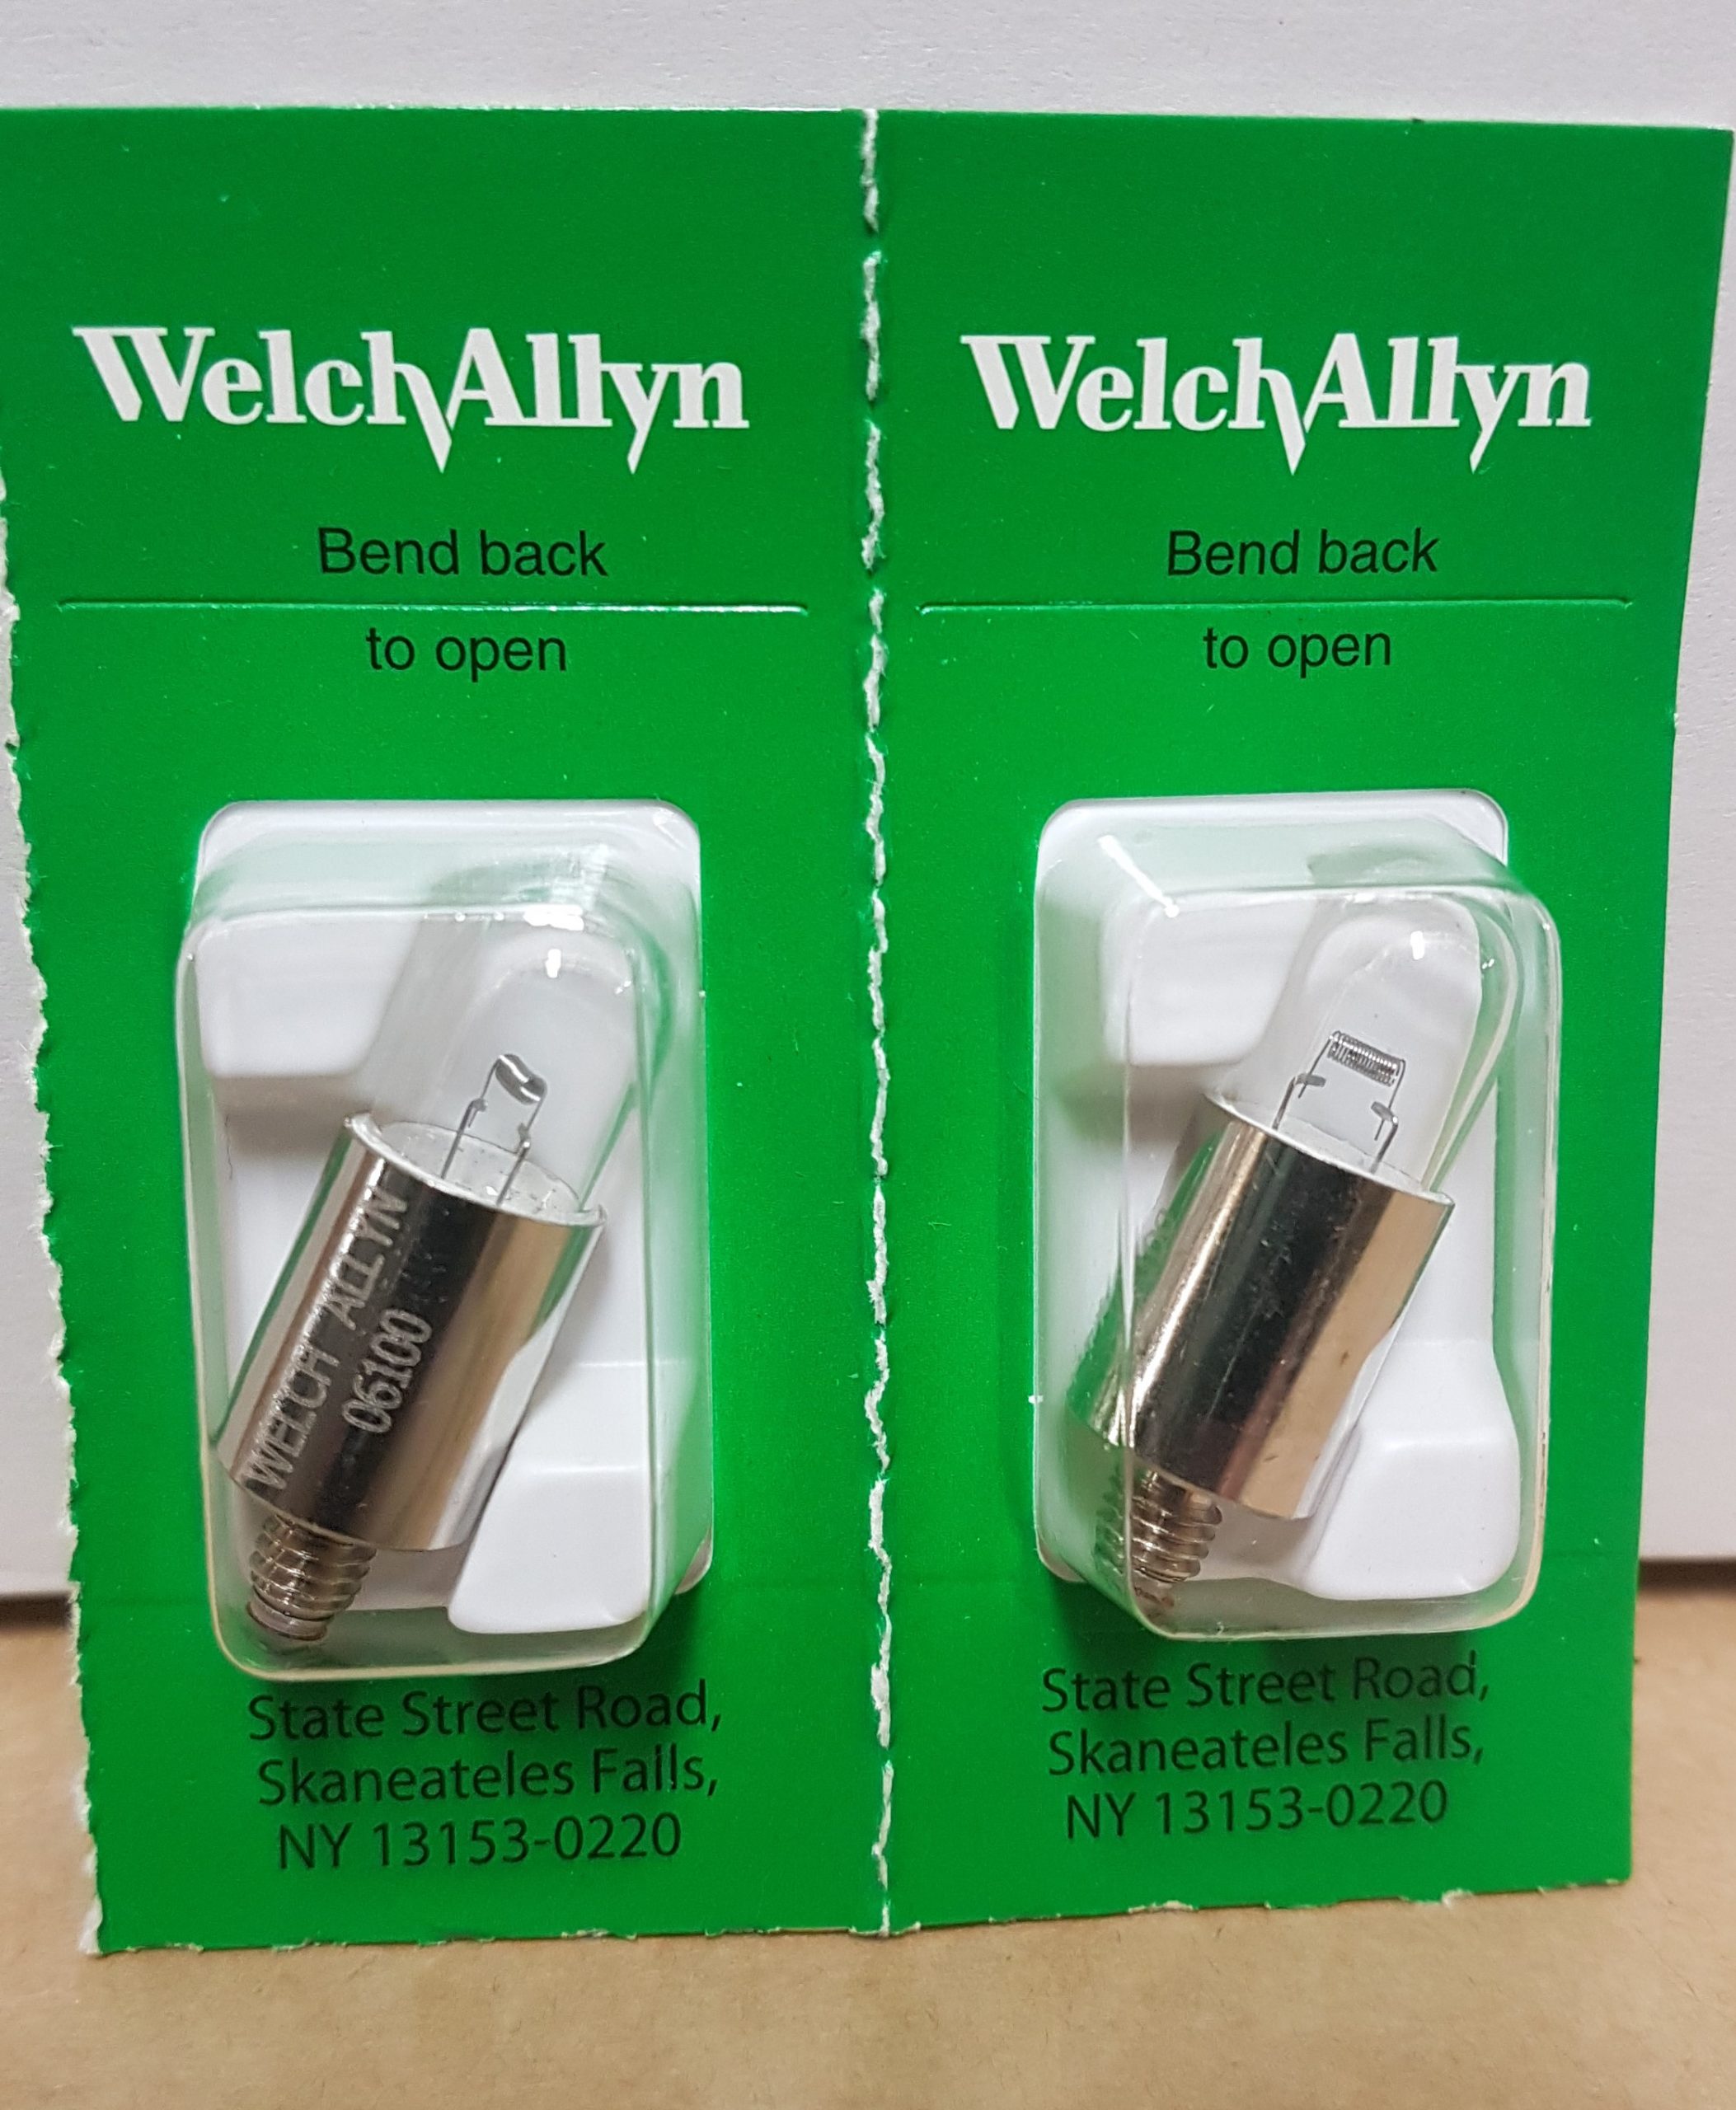 WelchAllyn
Bend back
to open
WELCH ALLYN
06100
State Street Road,
Skaneateles Falls,
NY 13153-0220
WelchAllyn
Bend back
to open
State Street Road,
Skaneateles Falls,
NY 13153-0220